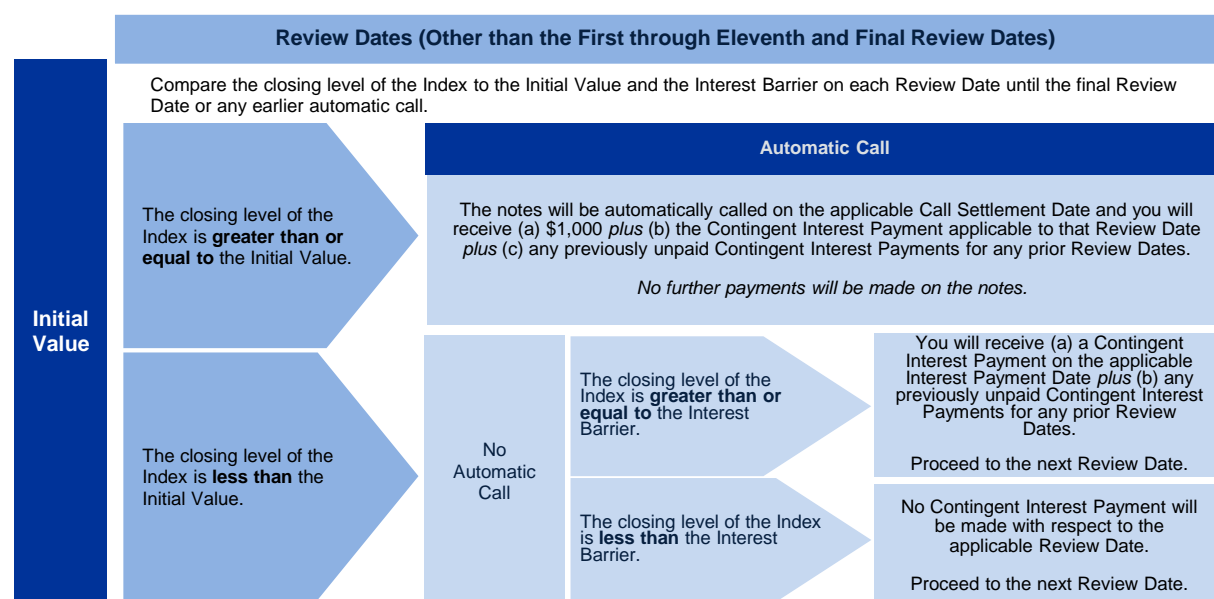 Review Dates (Other than the First through Eleventh and Final Review Dates)
Compare the closing level of the Index to the Initial Value and the Interest Barrier on each Review Date until the final Review
Date or any earlier automatic call.
Initial
Value
The closing level of the
Index is greater than or
equal to the Initial Value.
Automatic Call
The notes will be automatically called on the applicable Call Settlement Date and you will
receive (a) $1,000 plus (b) the Contingent Interest Payment applicable to that Review Date
plus (c) any previously unpaid Contingent Interest Payments for any prior Review Dates.
No further payments will be made on the notes.
The closing level of the
Index is less than the
Initial Value.
No
Automatic
Call
The closing level of the
Index is greater than or
equal to the Interest
Barrier.
You will receive (a) a Contingent
Interest Payment on the applicable
Interest Payment Date plus (b) any
previously unpaid Contingent Interest
Payments for any prior Review
Dates.
Proceed to the next Review Date.
The closing level of the Index
is less than the Interest
Barrier.
No Contingent Interest Payment will
be made with respect to the
applicable Review Date.
Proceed to the next Review Date.